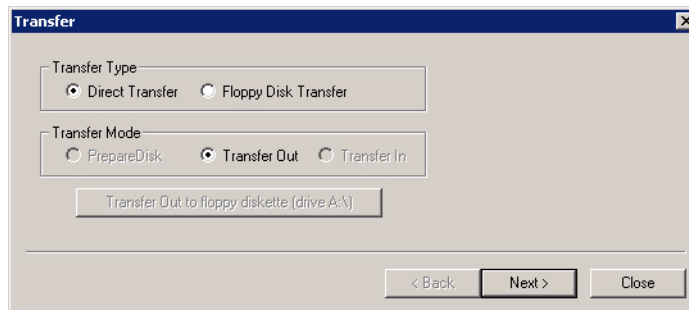 Transfer
Transfer Type
Direct Transfer Floppy Disk Transfer
Transfer Mode
PrepareDisk Transfer Out Transfer In
Transfer Out to floppy diskette (drive A:\)
< Back Next > Close